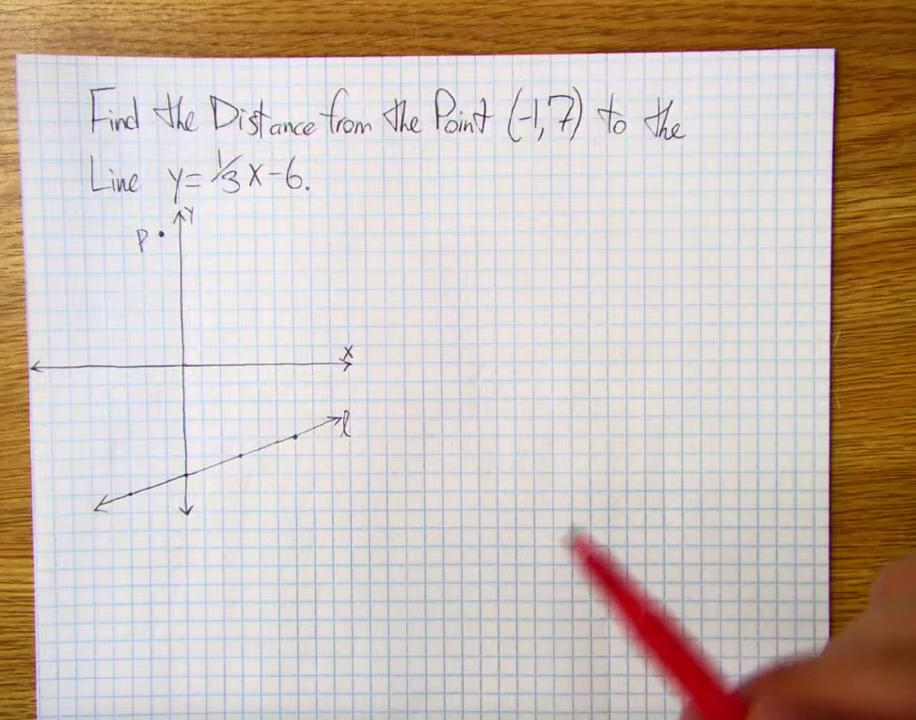 Find the Distance from the Point (-1,7) to the
Line y= 1/3 x-6.
y
P
x
l